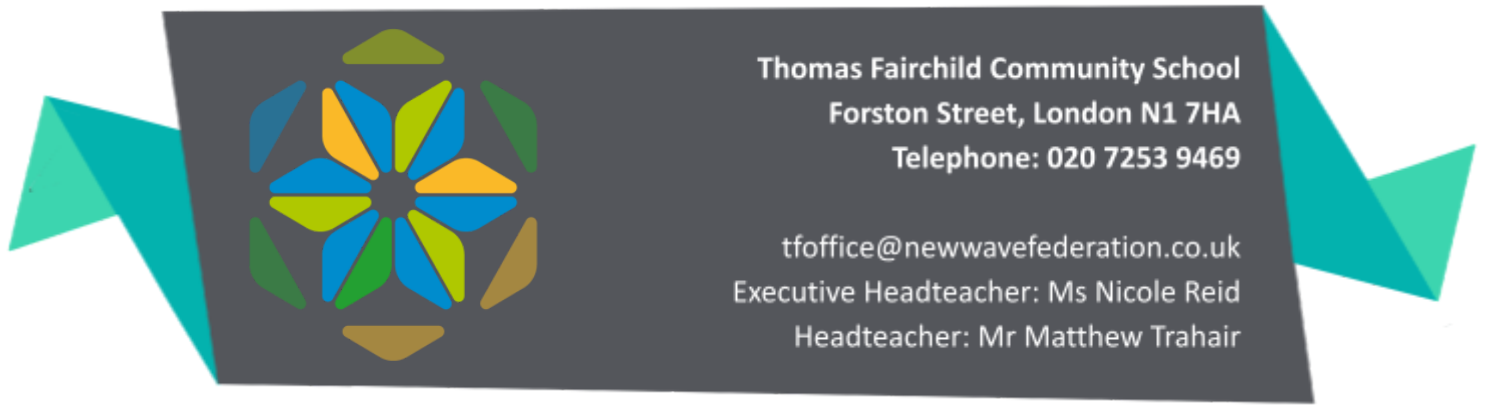 Thomas Fairchild Community School
Forston Street, London N1 7HA
Telephone: 020 7253 9469
tfoffice@newwavefederation.co.uk
Executive Headteacher: Ms Nicole Reid
Headteacher: Mr Matthew Trahair